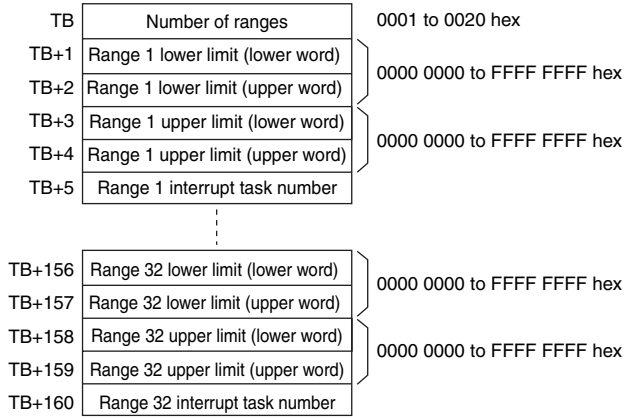 TB Number of ranges 0001 to 0020 hex
TB+1 Range 1 lower limit (lower word)
0000 0000 to FFFF FFFF hex
TB+2 Range 1 lower limit (upper word)
TB+3 Range 1 upper limit (lower word)
0000 0000 to FFFF FFFF hex
TB+4 Range 1 upper limit (upper word)
TB+5 Range 1 interrupt task number
TB+156 Range 32 lower limit (lower word)
0000 0000 to FFFF FFFF hex
TB+157 Range 32 lower limit (upper word)
TB+158 Range 32 upper limit (lower word)
0000 0000 to FFFF FFFF hex
TB+159 Range 32 upper limit (upper word)
TB+160 Range 32 interrupt task number